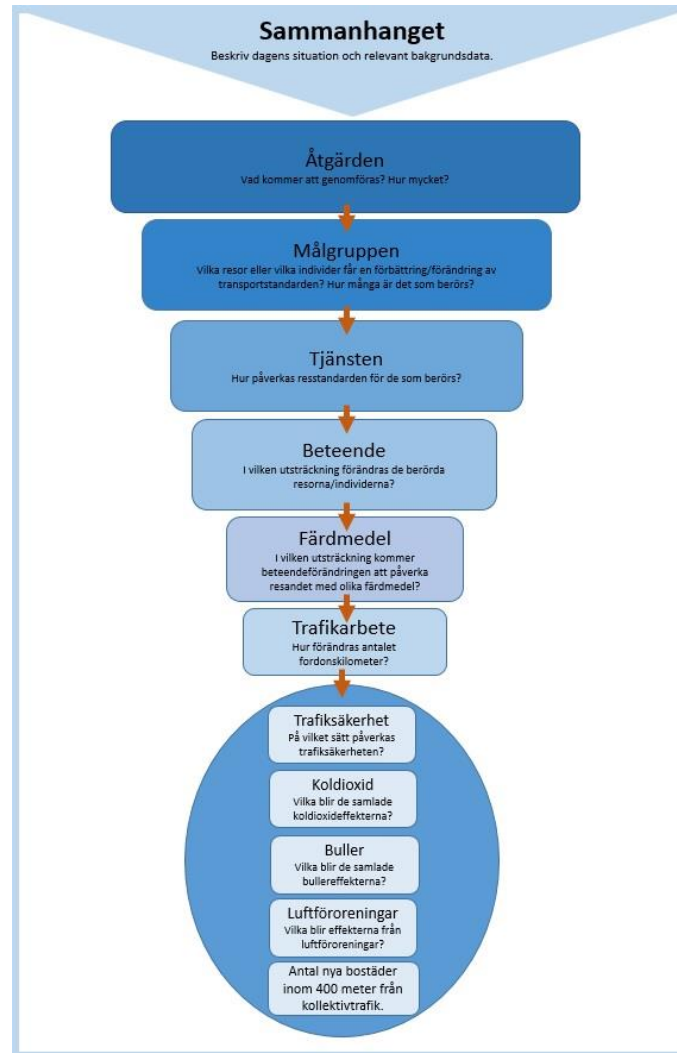 Sammanhanget
Beskriv dagens situation och relevant bakgrundsdata.
Åtgärden
Vad kommer att genomföras? Hur mycket?
Målgruppen
Vilka resor eller vilka individer får en förbättring/förändring av
transportstandarden? Hur många är det som berörs?
Tjänsten
Hur påverkas resstandarden för de som berörs?
Beteende
I vilken utsträckning förändras de berörda
resorna/individerna?
Färdmedel
I vilken utsträckning kommer
beteendeförändringen att påverka
resandet med olika färdmedel?
Trafikarbete
Hur förändras antalet
fordonskilometer?
Trafiksäkerhet
På vilket sätt påverkas
trafiksäkerheten?
Koldioxid
Vilka blir de samlade
koldioxideffekterna?
Buller
Vilka blir de samlade
bullereffekterna?
Luftföroreningar
Vilka blir effekterna från
luftföroreningar?
Antal nya bostäder
inom 400 meter från
kollektivtrafik.